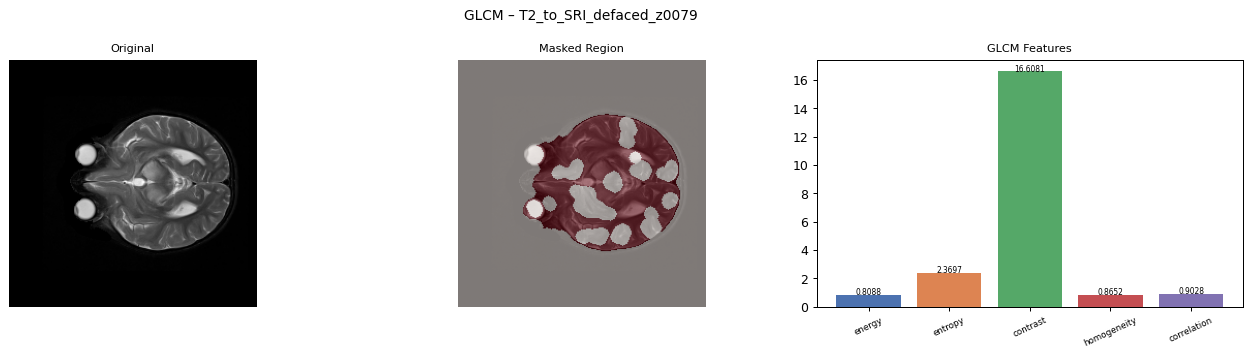 GLCM – T2_to_SRI_defaced_z0079
Original
Masked Region
GLCM Features
16
14
12
10
8
6
4
2
0
0.8088
2.3697
16.6081
0.8652
0.9028
energy
entropy
contrast
homogeneity
correlation